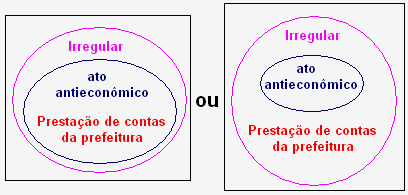 Irregular
ato
antieconômico
Prestação de contas
da prefeitura
ou
Irregular
ato
antieconômico
Prestação de contas
da prefeitura